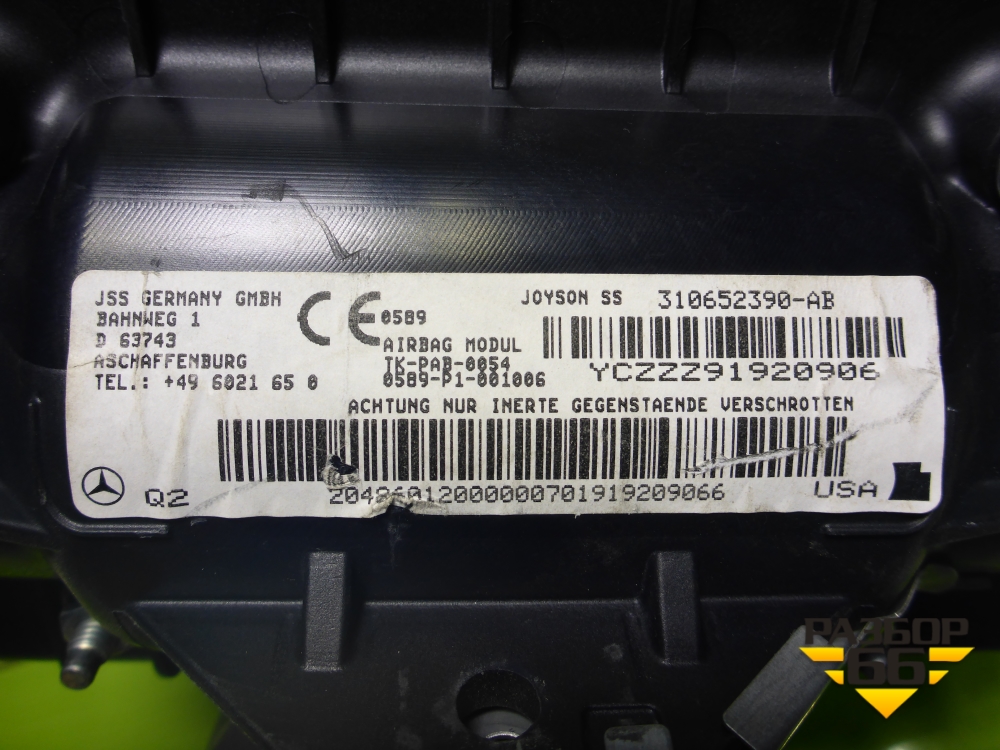 JSS GERMANY GMBH
BAHNWEG 1
D 63743
ASCHAFFENBURG
TEL.: +49 6021 65 0
CE 0589
AIRBAG MODUL
TK-PAB-0054
0589-P1-001006
JOYSON SS 310652390-AB
YCZZZ91920906
ACHTUNG NUR INERTE GEGENSTAENDE VERSCHROTTEN
Z04860120000000701919209066
Q2
USA
РАЗБОР
66